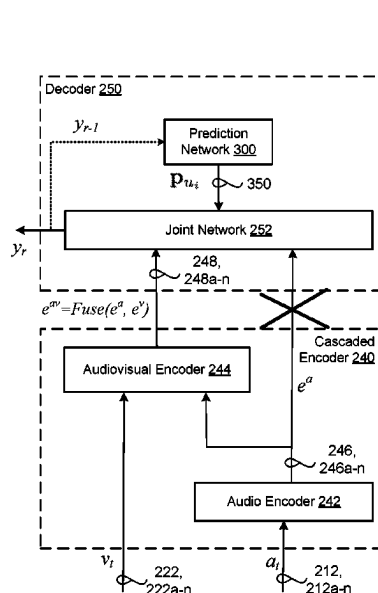 Decoder 250
y_{r-1}
Prediction
Network 300
p_{u_i}
350
Joint Network 252
y_r
248,
248a-n
e^{av}=Fuse(e^a, e^v)
Cascaded
Encoder 240
Audiovisual Encoder 244
e^a
246,
246a-n
Audio Encoder 242
v_t
222,
222a-n
a_t
212,
212a-n